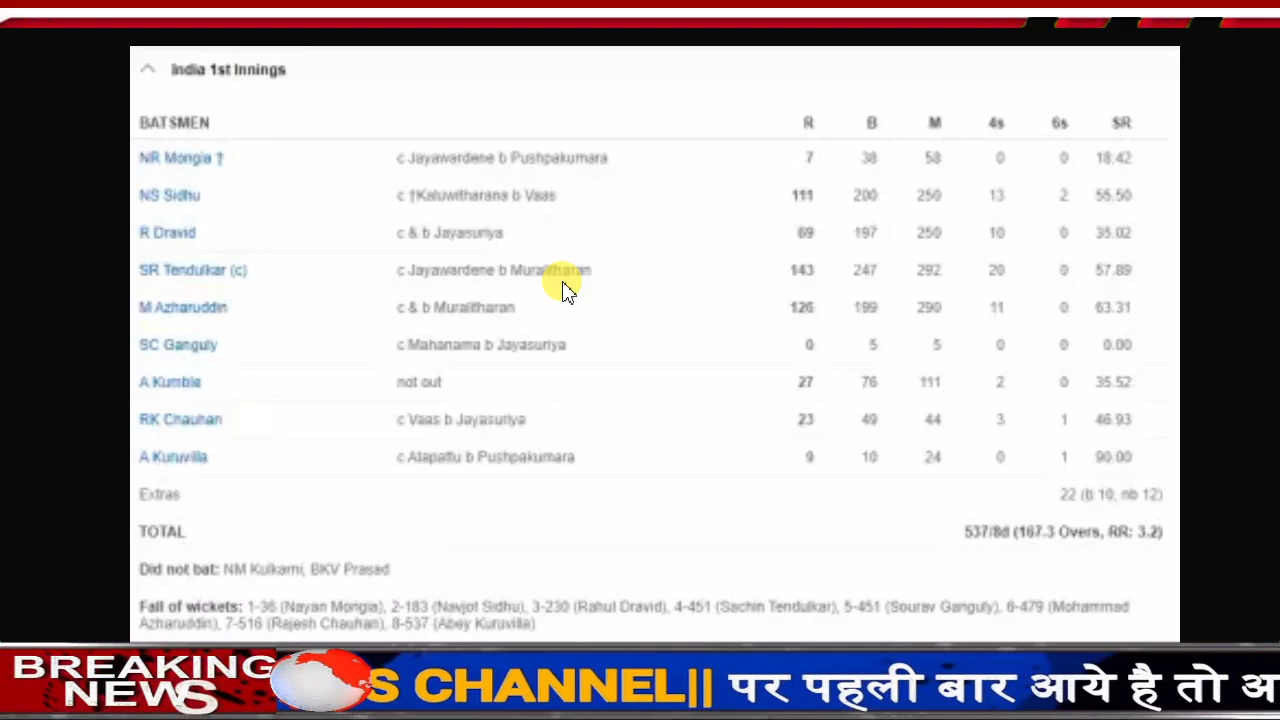 India 1st Innings
BATSMEN R B M 4s 6s SR
NR Mongia † c Jayawardene b Pushpakumara 7 38 58 0 0 18.42
NS Sidhu c †Kaluwitharana b Vaas 111 200 250 13 2 55.50
R Dravid c & b Jayasuriya 69 197 250 10 0 35.02
SR Tendulkar (c) c Jayawardene b Muralitharan 143 247 292 20 0 57.89
M Azharuddin c & b Muralitharan 126 199 290 11 0 63.31
SC Ganguly c Mahanama b Jayasuriya 0 5 5 0 0 0.00
A Kumble not out 27 76 111 2 0 35.52
RK Chauhan c Vaas b Jayasuriya 23 49 44 3 1 46.93
A Kuruvilla c Atapattu b Pushpakumara 9 10 24 0 1 90.00
Extras 22 (b 10, nb 12)
TOTAL 537/8d (167.3 Overs, RR: 3.2)
Did not bat: NM Kulkarni, BKV Prasad
Fall of wickets: 1-36 (Nayan Mongia), 2-183 (Navjot Sidhu), 3-230 (Rahul Dravid), 4-451 (Sachin Tendulkar), 5-451 (Sourav Ganguly), 6-479 (Mohammad
Azharuddin), 7-516 (Rajesh Chauhan), 8-537 (Abey Kuruvilla)
BREAKING
NEWS
S CHANNEL|| पर पहली बार आये है तो अ